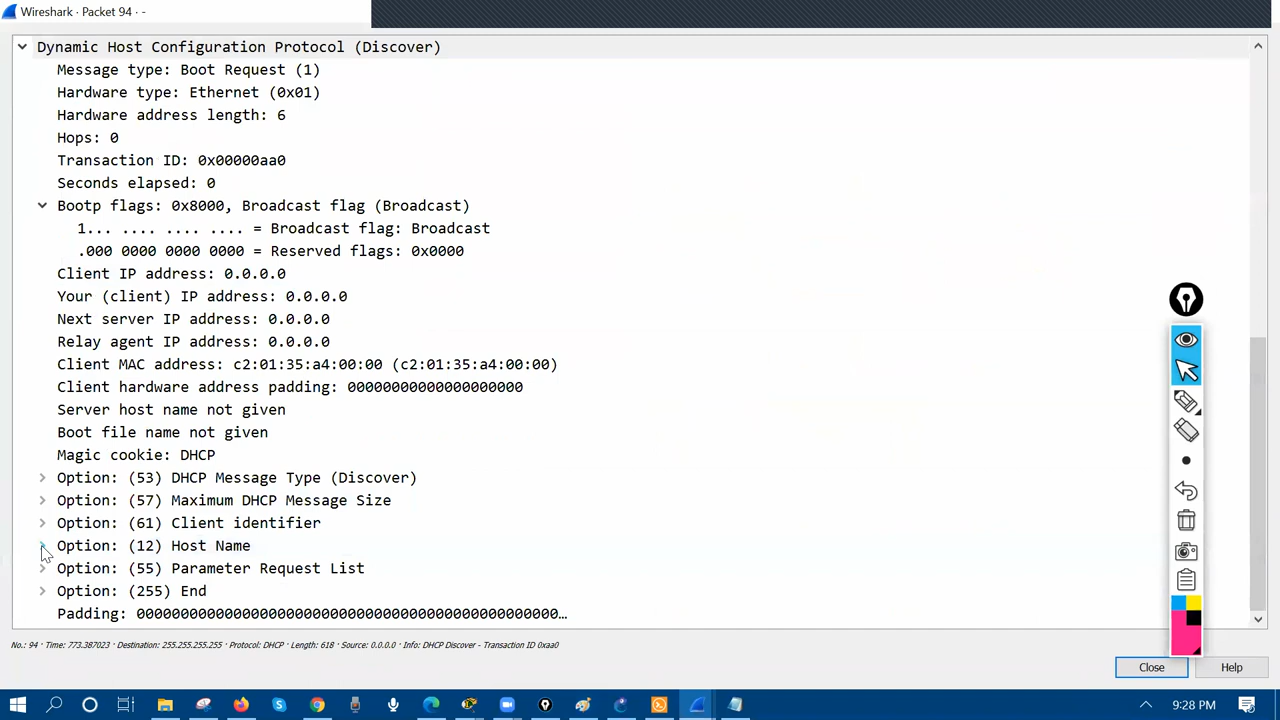 Wireshark · Packet 94 · -
Dynamic Host Configuration Protocol (Discover)
Message type: Boot Request (1)
Hardware type: Ethernet (0x01)
Hardware address length: 6
Hops: 0
Transaction ID: 0x00000aa0
Seconds elapsed: 0
Bootp flags: 0x8000, Broadcast flag (Broadcast)
1... .... .... .... = Broadcast flag: Broadcast
.000 0000 0000 0000 = Reserved flags: 0x0000
Client IP address: 0.0.0.0
Your (client) IP address: 0.0.0.0
Next server IP address: 0.0.0.0
Relay agent IP address: 0.0.0.0
Client MAC address: c2:01:35:a4:00:00 (c2:01:35:a4:00:00)
Client hardware address padding: 00000000000000000000
Server host name not given
Boot file name not given
Magic cookie: DHCP
Option: (53) DHCP Message Type (Discover)
Option: (57) Maximum DHCP Message Size
Option: (61) Client identifier
Option: (12) Host Name
Option: (55) Parameter Request List
Option: (255) End
Padding: 000000000000000000000000000000000000000000000000…
No.: 94 · Time: 773.387023 · Destination: 255.255.255.255 · Protocol: DHCP · Length: 618 · Source: 0.0.0.0 · Info: DHCP Discover - Transaction ID 0xaa0
Close
Help
9:28 PM